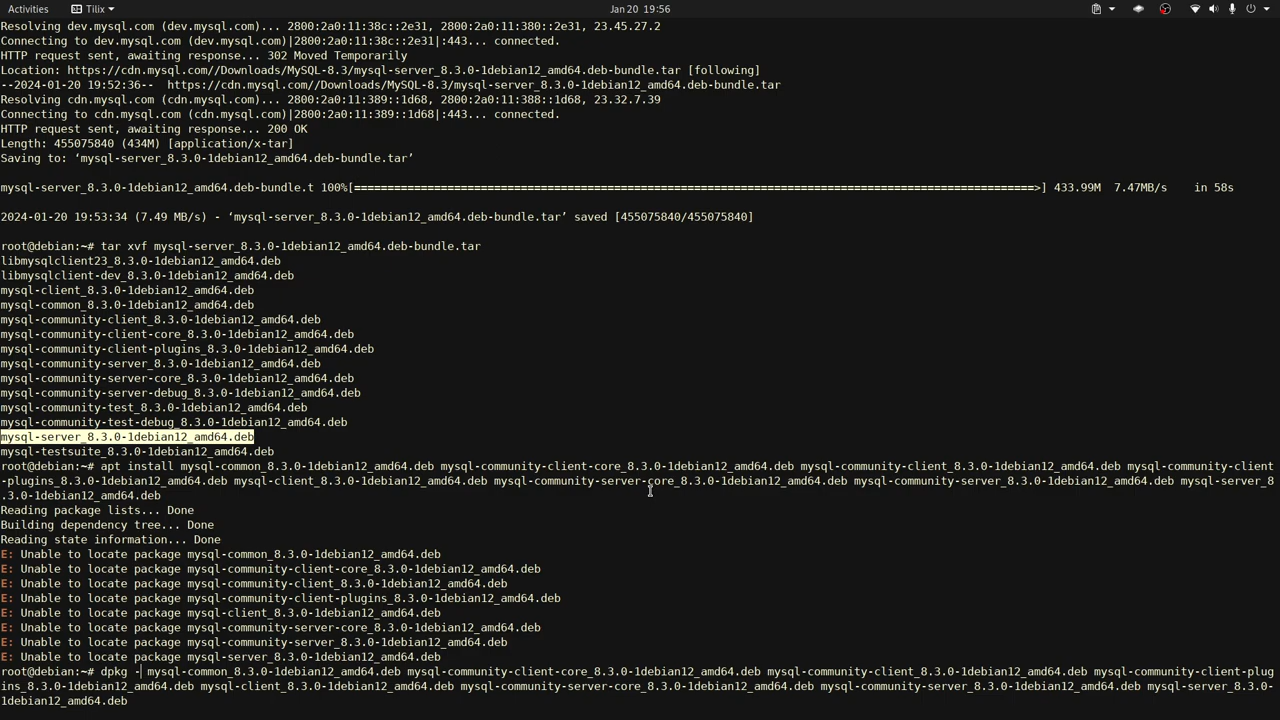 Activities
Tilix
Jan 20 19:56
Resolving dev.mysql.com (dev.mysql.com)... 2800:2a0:11:38c::2e31, 2800:2a0:11:380::2e31, 23.45.27.2
Connecting to dev.mysql.com (dev.mysql.com)|2800:2a0:11:38c::2e31|:443... connected.
HTTP request sent, awaiting response... 302 Moved Temporarily
Location: https://cdn.mysql.com//Downloads/MySQL-8.3/mysql-server_8.3.0-1debian12_amd64.deb-bundle.tar [following]
--2024-01-20 19:52:36--  https://cdn.mysql.com//Downloads/MySQL-8.3/mysql-server_8.3.0-1debian12_amd64.deb-bundle.tar
Resolving cdn.mysql.com (cdn.mysql.com)... 2800:2a0:11:389::1d68, 2800:2a0:11:388::1d68, 23.32.7.39
Connecting to cdn.mysql.com (cdn.mysql.com)|2800:2a0:11:389::1d68|:443... connected.
HTTP request sent, awaiting response... 200 OK
Length: 455075840 (434M) [application/x-tar]
Saving to: ‘mysql-server_8.3.0-1debian12_amd64.deb-bundle.tar’
mysql-server_8.3.0-1debian12_amd64.deb-bundle.t 100%[======================================================================================================>] 433.99M  7.47MB/s    in 58s
2024-01-20 19:53:34 (7.49 MB/s) - ‘mysql-server_8.3.0-1debian12_amd64.deb-bundle.tar’ saved [455075840/455075840]
root@debian:~# tar xvf mysql-server_8.3.0-1debian12_amd64.deb-bundle.tar
libmysqlclient23_8.3.0-1debian12_amd64.deb
libmysqlclient-dev_8.3.0-1debian12_amd64.deb
mysql-client_8.3.0-1debian12_amd64.deb
mysql-common_8.3.0-1debian12_amd64.deb
mysql-community-client_8.3.0-1debian12_amd64.deb
mysql-community-client-core_8.3.0-1debian12_amd64.deb
mysql-community-client-plugins_8.3.0-1debian12_amd64.deb
mysql-community-server_8.3.0-1debian12_amd64.deb
mysql-community-server-core_8.3.0-1debian12_amd64.deb
mysql-community-server-debug_8.3.0-1debian12_amd64.deb
mysql-community-test_8.3.0-1debian12_amd64.deb
mysql-community-test-debug_8.3.0-1debian12_amd64.deb
mysql-server_8.3.0-1debian12_amd64.deb
mysql-testsuite_8.3.0-1debian12_amd64.deb
root@debian:~# apt install mysql-common_8.3.0-1debian12_amd64.deb mysql-community-client-core_8.3.0-1debian12_amd64.deb mysql-community-client_8.3.0-1debian12_amd64.deb mysql-community-client
-plugins_8.3.0-1debian12_amd64.deb mysql-client_8.3.0-1debian12_amd64.deb mysql-community-server-core_8.3.0-1debian12_amd64.deb mysql-community-server_8.3.0-1debian12_amd64.deb mysql-server_8
.3.0-1debian12_amd64.deb
Reading package lists... Done
Building dependency tree... Done
Reading state information... Done
E: Unable to locate package mysql-common_8.3.0-1debian12_amd64.deb
E: Unable to locate package mysql-community-client-core_8.3.0-1debian12_amd64.deb
E: Unable to locate package mysql-community-client_8.3.0-1debian12_amd64.deb
E: Unable to locate package mysql-community-client-plugins_8.3.0-1debian12_amd64.deb
E: Unable to locate package mysql-client_8.3.0-1debian12_amd64.deb
E: Unable to locate package mysql-community-server-core_8.3.0-1debian12_amd64.deb
E: Unable to locate package mysql-community-server_8.3.0-1debian12_amd64.deb
E: Unable to locate package mysql-server_8.3.0-1debian12_amd64.deb
root@debian:~# dpkg - mysql-common_8.3.0-1debian12_amd64.deb mysql-community-client-core_8.3.0-1debian12_amd64.deb mysql-community-client_8.3.0-1debian12_amd64.deb mysql-community-client-plug
ins_8.3.0-1debian12_amd64.deb mysql-client_8.3.0-1debian12_amd64.deb mysql-community-server-core_8.3.0-1debian12_amd64.deb mysql-community-server_8.3.0-1debian12_amd64.deb mysql-server_8.3.0-
1debian12_amd64.deb